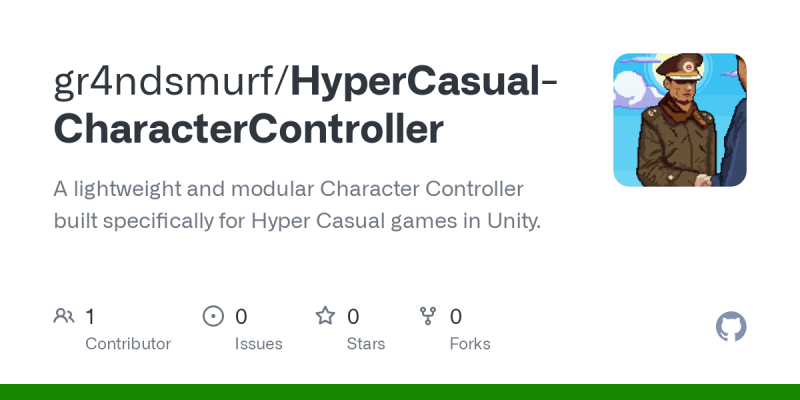 gr4ndsmurf/HyperCasual-
CharacterController
A lightweight and modular Character Controller
built specifically for Hyper Casual games in Unity.
1 0 0 0
Contributor Issues Stars Forks